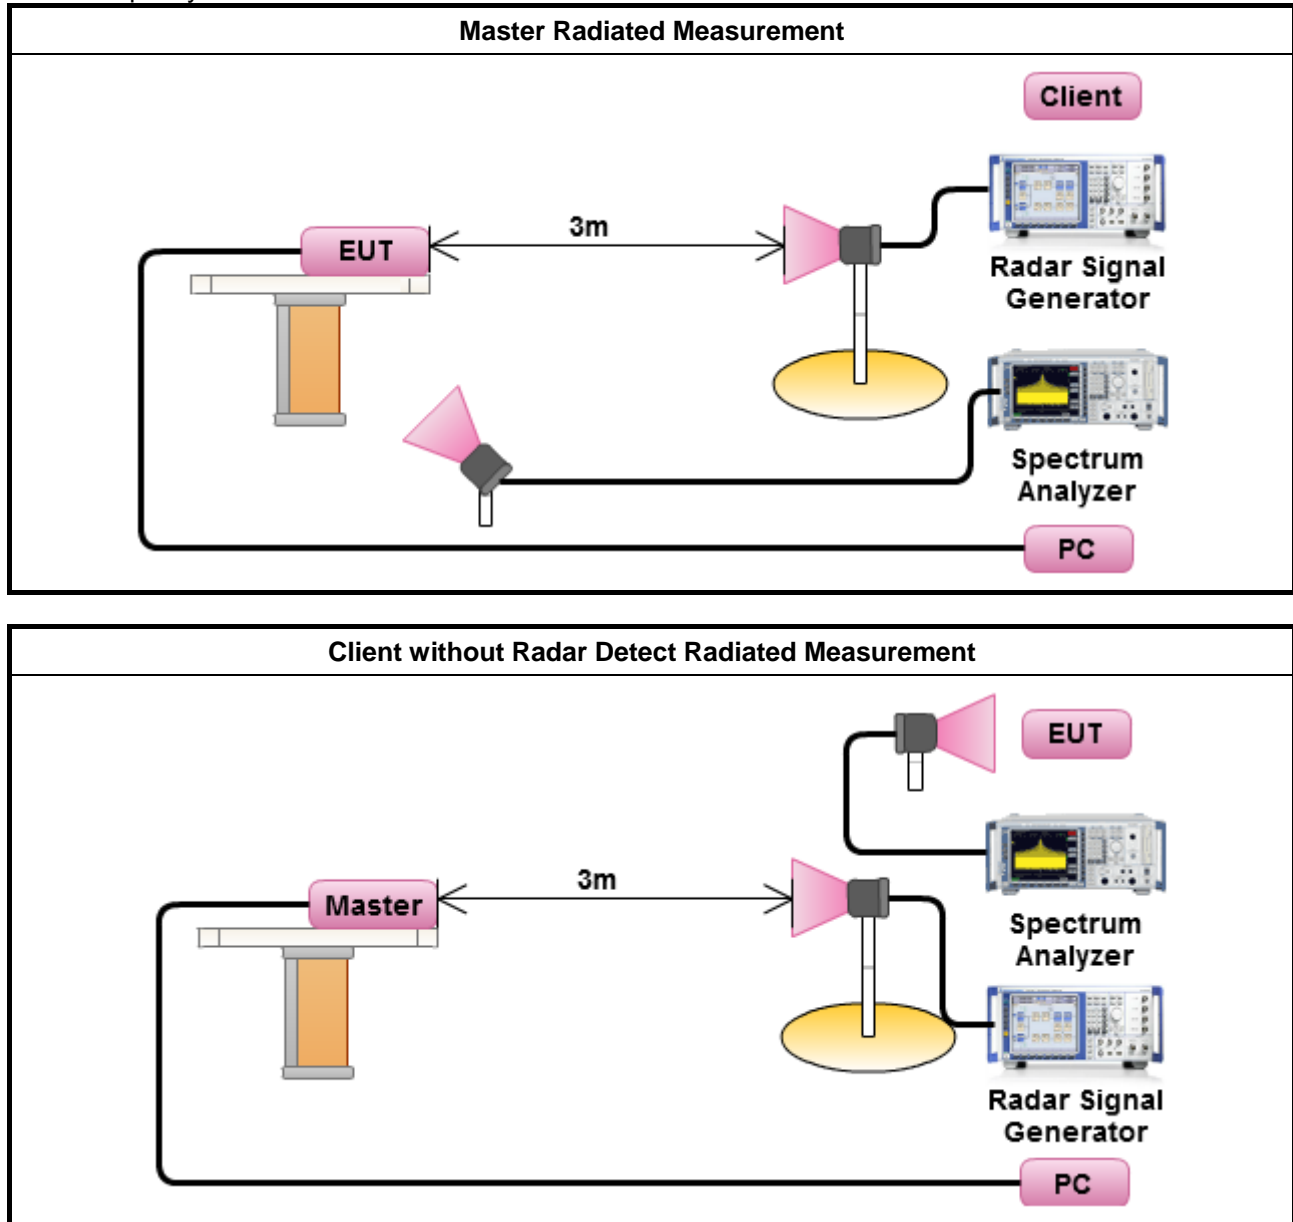 Master Radiated Measurement
Client
3m
EUT
Radar Signal
Generator
Spectrum
Analyzer
PC
Client without Radar Detect Radiated Measurement
EUT
3m
Master
Spectrum
Analyzer
Radar Signal
Generator
PC